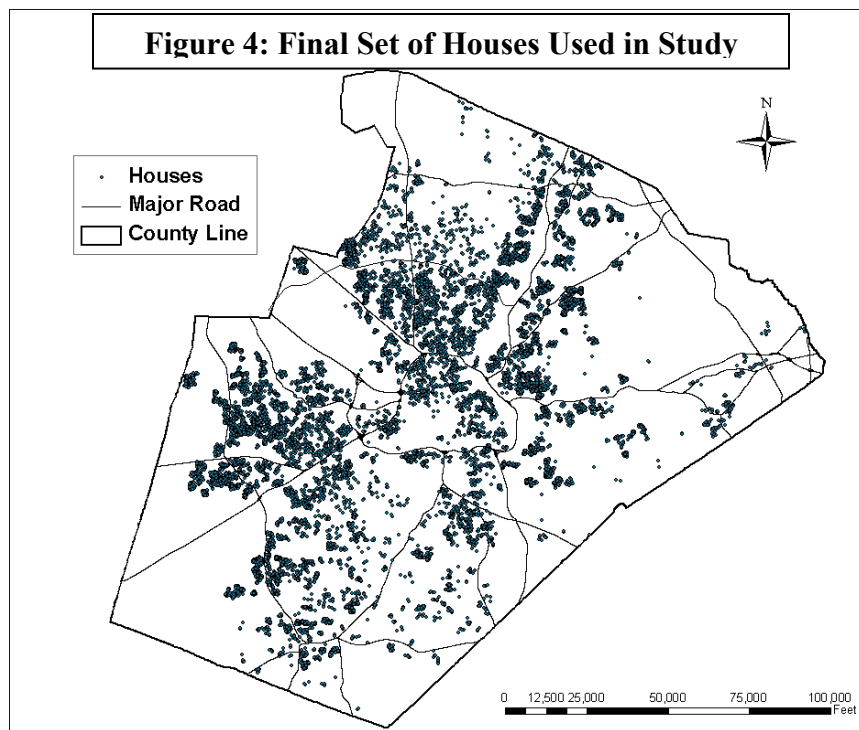 Figure 4: Final Set of Houses Used in Study
N
Houses
Major Road
County Line
0 12,500 25,000 50,000 75,000 100,000
Feet